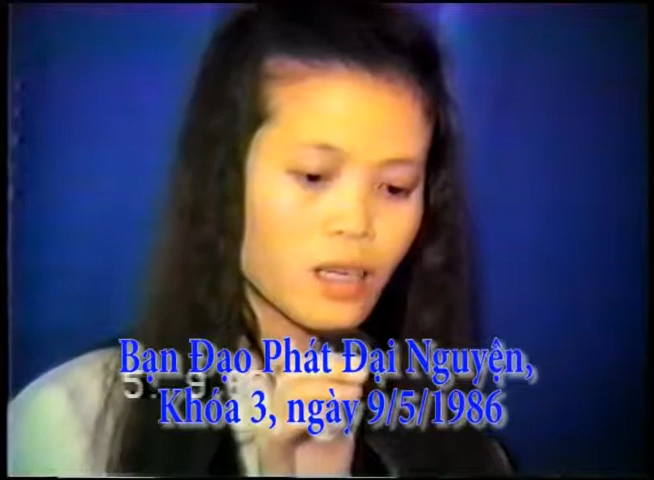 Bạn Đạo Phát Đại Nguyện,
Khóa 3, ngày 9/5/1986